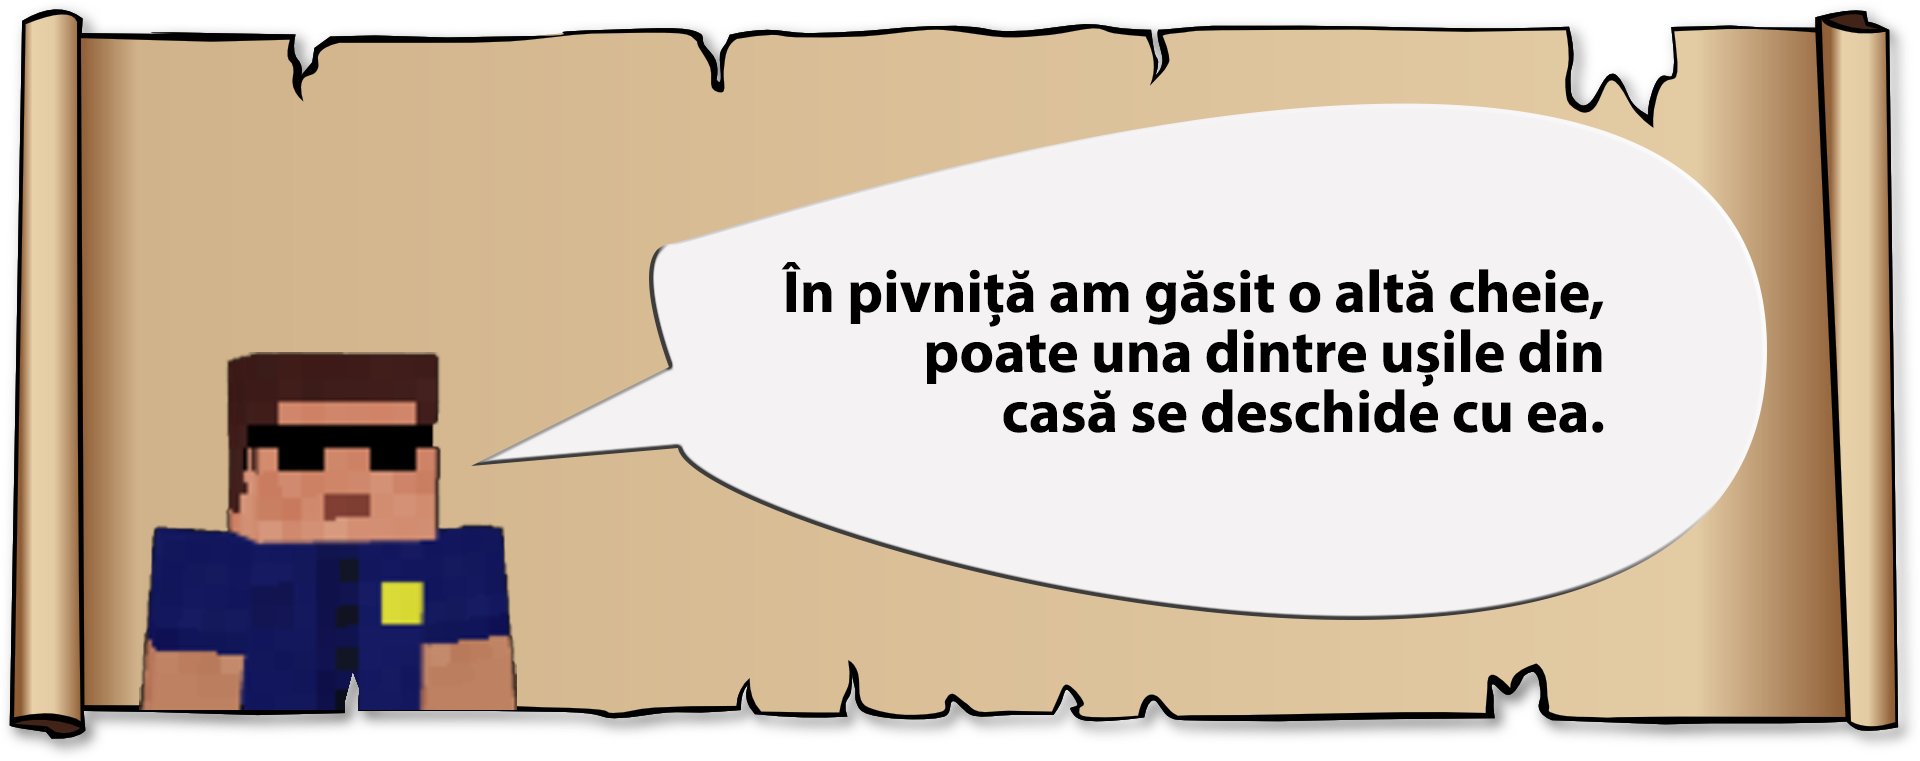 În pivniță am găsit o altă cheie,
poate una dintre ușile din
casă se deschide cu ea.